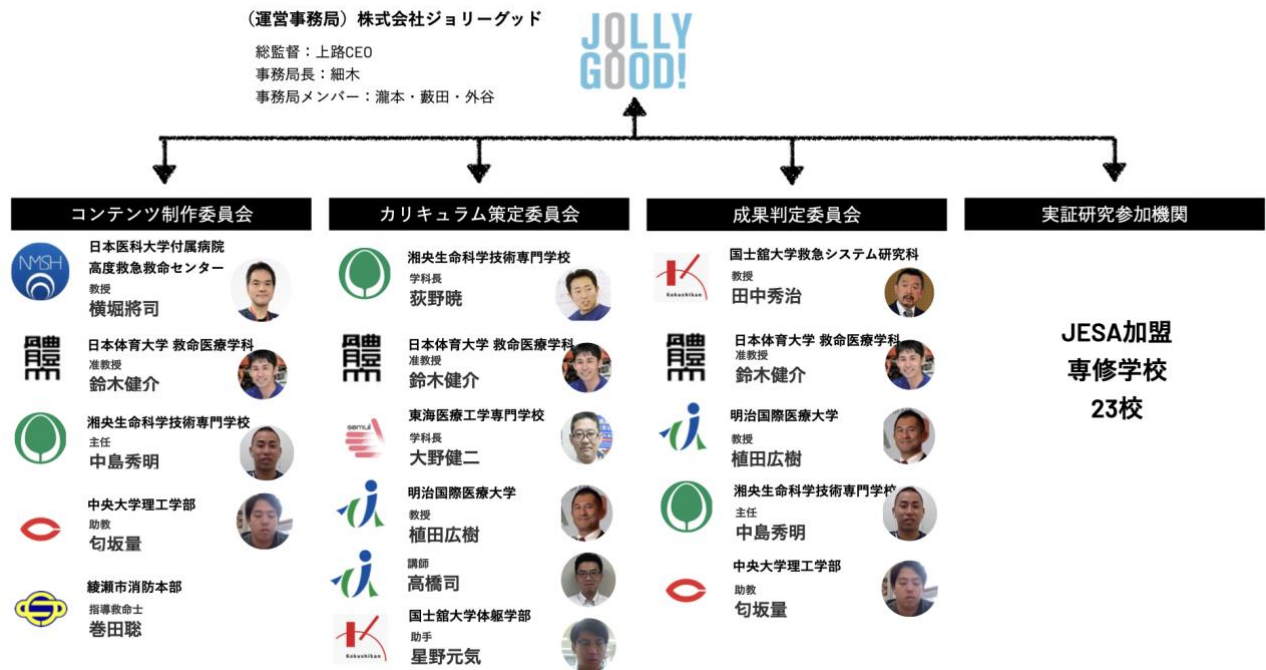 (運営事務局)株式会社ジョリーグッド
総監督:上路CEO
事務局長:細木
事務局メンバー:瀧本・藪田・外谷
JOLLY
GOOD!
コンテンツ制作委員会
NMSH
日本医科大学付属病院
高度救急救命センター
教授
横堀將司
日本体育大学 救命医療学科
准教授
鈴木健介
湘央生命科学技術専門学校
主任
中島秀明
中央大学理工学部
助教
匂坂量
綾瀬市消防本部
指導救命士
巻田聡
カリキュラム策定委員会
湘央生命科学技術専門学校
学科長
荻野暁
日本体育大学 救命医療学科
准教授
鈴木健介
semui
東海医療工学専門学校
学科長
大野健二
明治国際医療大学
教授
植田広樹
講師
高橋司
Kokushikan
国士舘大学体躯学部
助手
星野元気
成果判定委員会
Kokushikan
国士舘大学救急システム研究科
教授
田中秀治
日本体育大学 救命医療学科
准教授
鈴木健介
明治国際医療大学
教授
植田広樹
湘央生命科学技術専門学校
主任
中島秀明
中央大学理工学部
助教
匂坂量
実証研究参加機関
JESA加盟
専修学校
23校